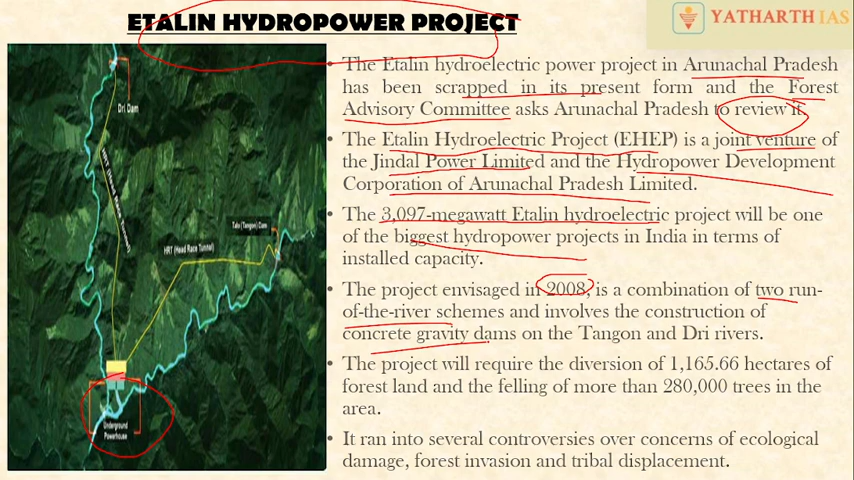 ETALIN HYDROPOWER PROJECT
YATHARTH IAS
• The Etalin hydroelectric power project in Arunachal Pradesh
has been scrapped in its present form and the Forest
Advisory Committee asks Arunachal Pradesh to review it.
• The Etalin Hydroelectric Project (EHEP) is a joint venture of
the Jindal Power Limited and the Hydropower Development
Corporation of Arunachal Pradesh Limited.
• The 3,097-megawatt Etalin hydroelectric project will be one
of the biggest hydropower projects in India in terms of
installed capacity.
• The project envisaged in 2008, is a combination of two run-
of-the-river schemes and involves the construction of
concrete gravity dams on the Tangon and Dri rivers.
• The project will require the diversion of 1,165.66 hectares of
forest land and the felling of more than 280,000 trees in the
area.
• It ran into several controversies over concerns of ecological
damage, forest invasion and tribal displacement.
Dri Dam
HRT (Head Race Tunnel)
Talo (Tangon) Dam
HRT (Head Race Tunnel)
Underground
Powerhouse